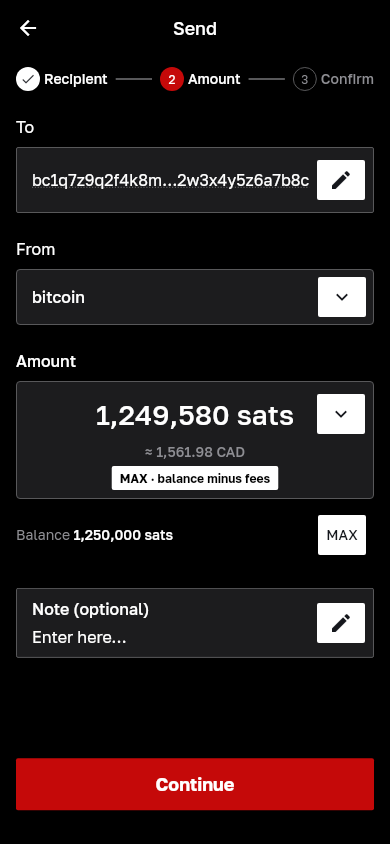 Send
Recipient 2 Amount 3 Confirm
To
bc1q7z9q2f4k8m...2w3x4y5z6a7b8c
From
bitcoin
Amount
1,249,580 sats
≈ 1,561.98 CAD
MAX · balance minus fees
Balance 1,250,000 sats MAX
Note (optional)
Enter here...
Continue